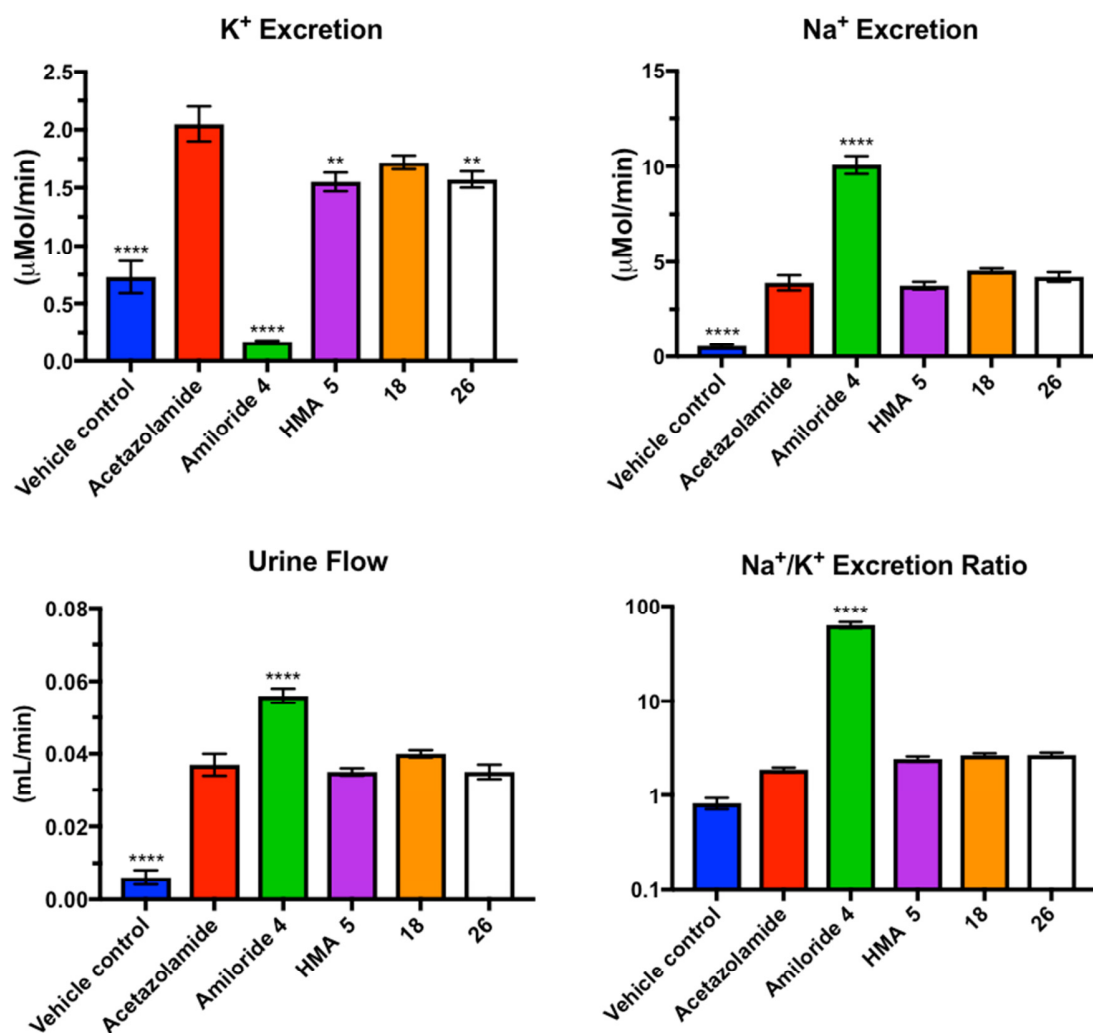 K⁺ Excretion
(μMol/min)
2.5
2.0
1.5
1.0
0.5
0.0
****
****
**
**
Vehicle control
Acetazolamide
Amiloride 4
HMA 5
18
26
Na⁺ Excretion
(μMol/min)
15
10
5
0
****
****
Vehicle control
Acetazolamide
Amiloride 4
HMA 5
18
26
Urine Flow
(mL/min)
0.08
0.06
0.04
0.02
0.00
****
****
Vehicle control
Acetazolamide
Amiloride 4
HMA 5
18
26
Na⁺/K⁺ Excretion Ratio
100
10
1
0.1
****
Vehicle control
Acetazolamide
Amiloride 4
HMA 5
18
26